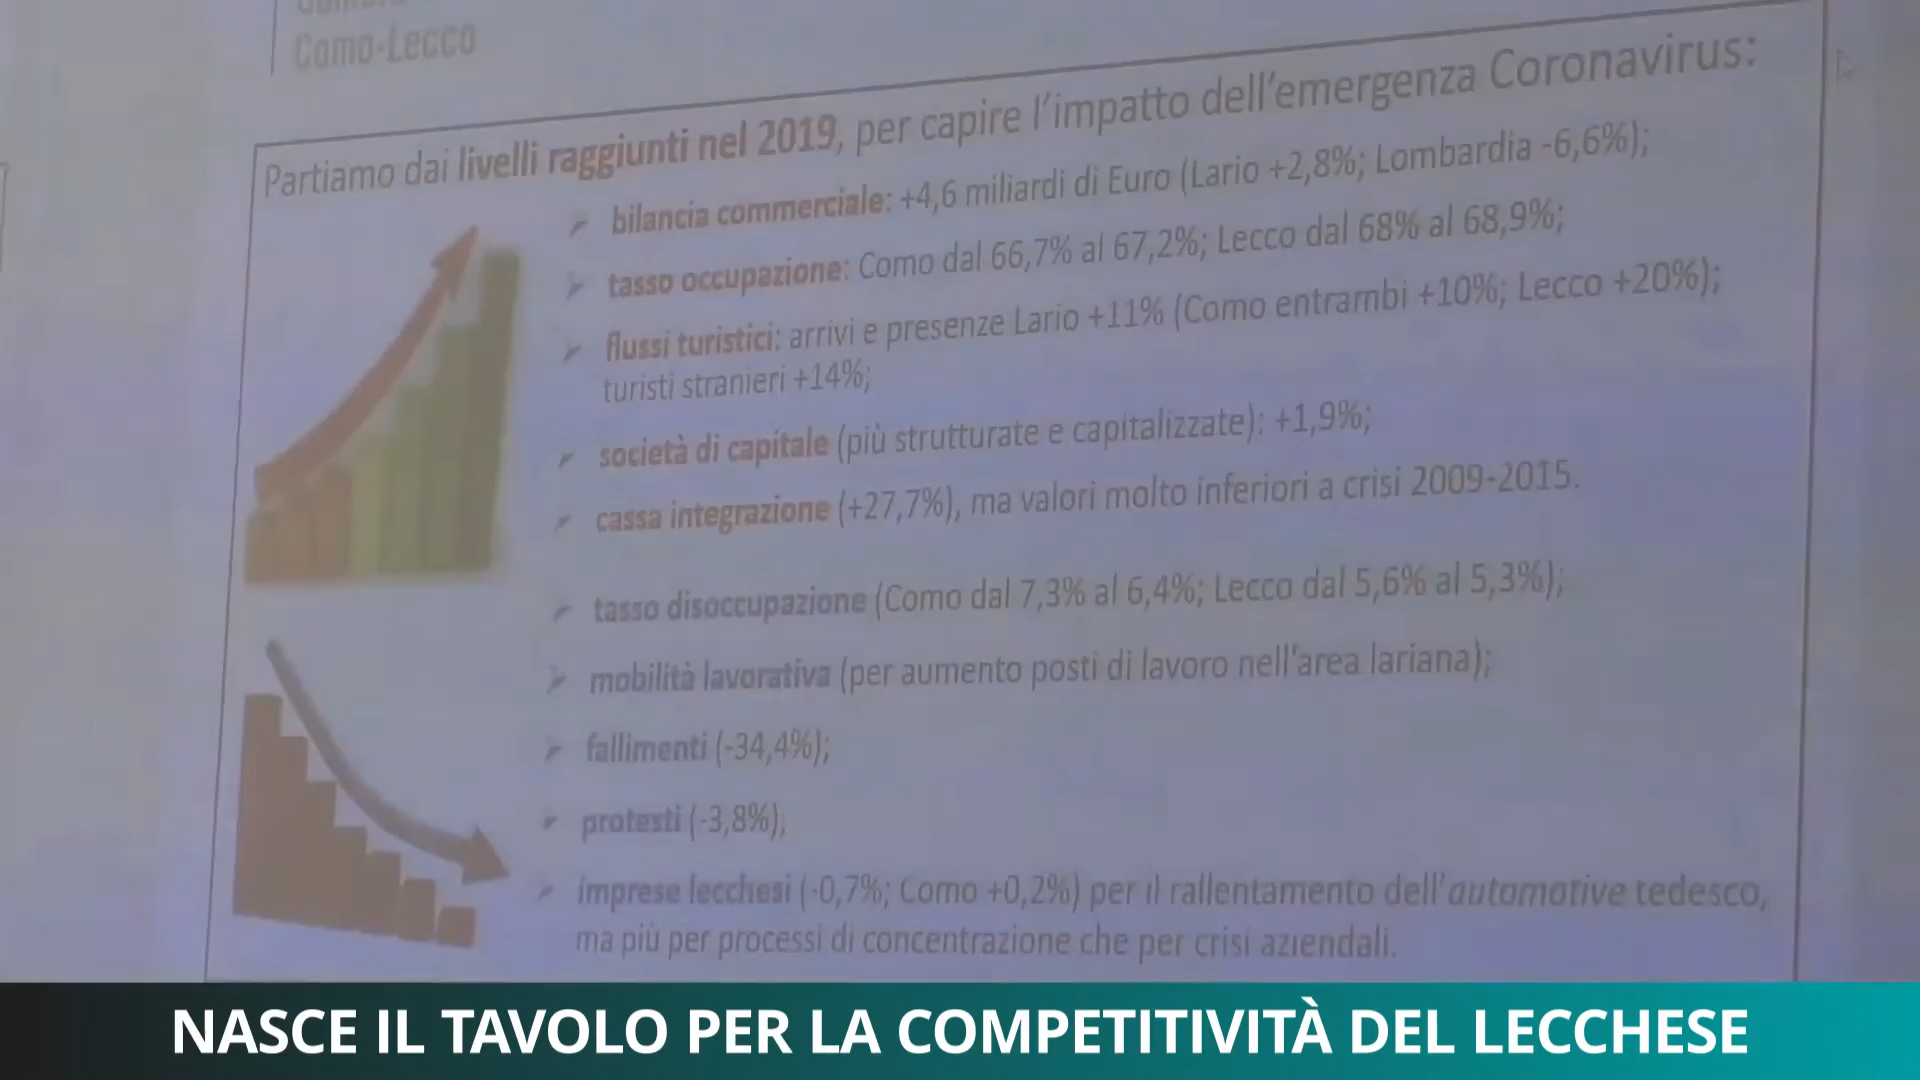 Como-Lecco
Partiamo dai livelli raggiunti nel 2019, per capire l'impatto dell'emergenza Coronavirus:
bilancia commerciale: +4,6 miliardi di Euro (Lario +2,8%; Lombardia -6,6%);
tasso occupazione: Como dal 66,7% al 67,2%; Lecco dal 68% al 68,9%;
flussi turistici: arrivi e presenze Lario +11% (Como entrambi +10%; Lecco +20%);
turisti stranieri +14%;
società di capitale (più strutturate e capitalizzate): +1,9%;
cassa integrazione (+27,7%), ma valori molto inferiori a crisi 2009-2015.
tasso disoccupazione (Como dal 7,3% al 6,4%; Lecco dal 5,6% al 5,3%);
mobilità lavorativa (per aumento posti di lavoro nell'area lariana);
fallimenti (-34,4%);
protesti (-3,8%);
imprese lecchesi (-0,7%; Como +0,2%) per il rallentamento dell'automotive tedesco,
ma più per processi di concentrazione che per crisi aziendali.
NASCE IL TAVOLO PER LA COMPETITIVITÀ DEL LECCHESE